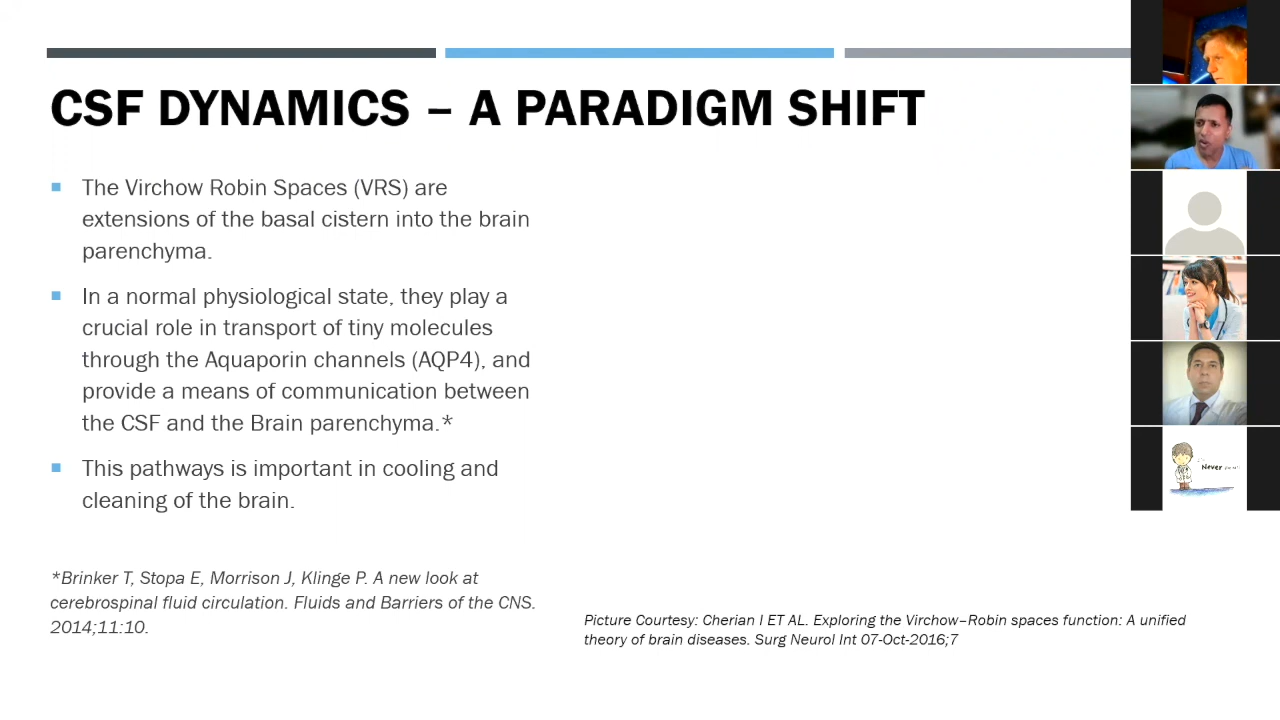 CSF DYNAMICS – A PARADIGM SHIFT
The Virchow Robin Spaces (VRS) are
extensions of the basal cistern into the brain
parenchyma.
In a normal physiological state, they play a
crucial role in transport of tiny molecules
through the Aquaporin channels (AQP4), and
provide a means of communication between
the CSF and the Brain parenchyma.*
This pathways is important in cooling and
cleaning of the brain.
*Brinker T, Stopa E, Morrison J, Klinge P. A new look at
cerebrospinal fluid circulation. Fluids and Barriers of the CNS.
2014;11:10.
Picture Courtesy: Cherian I ET AL. Exploring the Virchow–Robin spaces function: A unified
theory of brain diseases. Surg Neurol Int 07-Oct-2016;7
Never